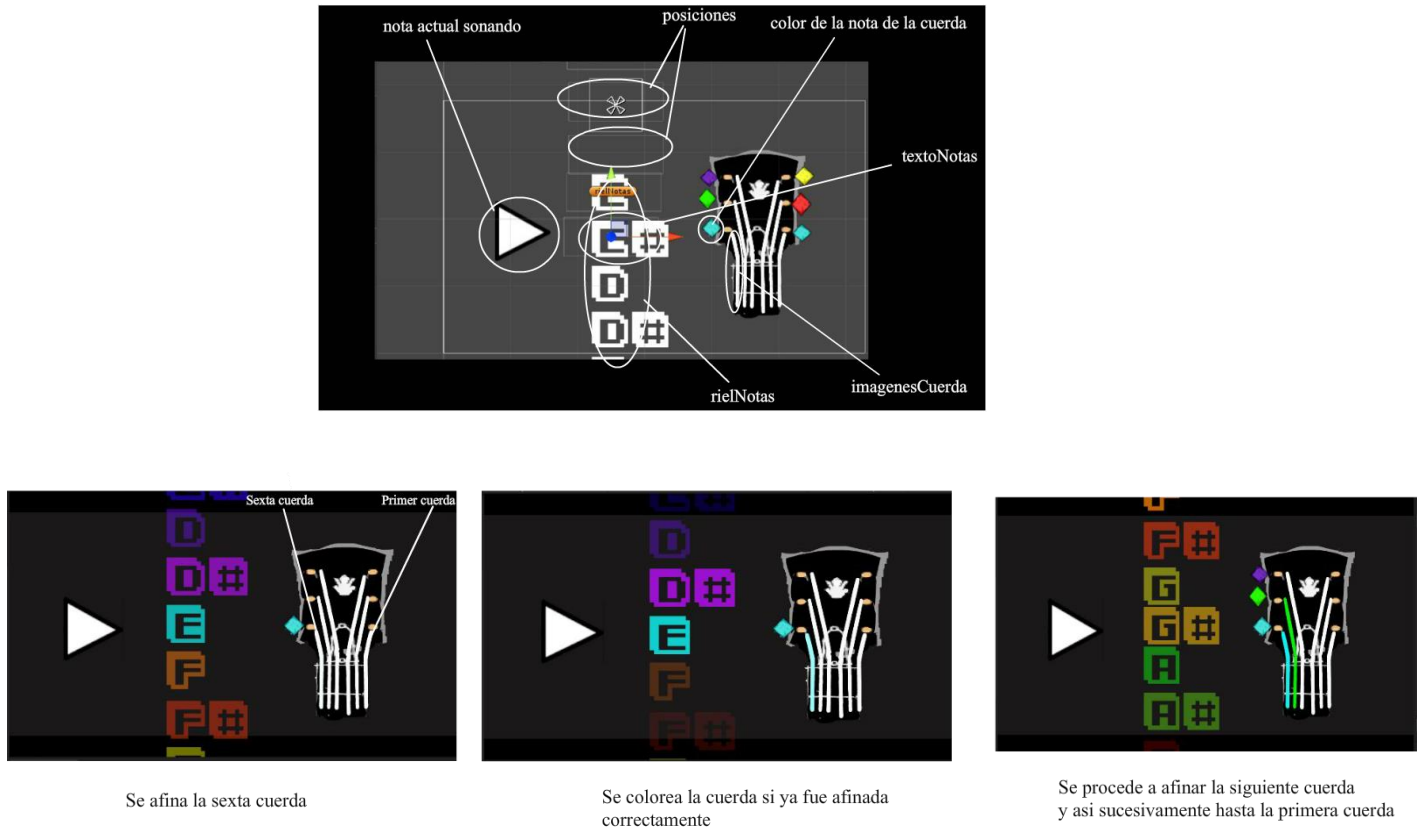 nota actual sonando
posiciones
color de la nota de la cuerda
textoNotas
rielNotas
E #
D
D #
imagenesCuerda
rielNotas
Sexta cuerda
Primer cuerda
D
D #
E
F
F #
D
D #
E
F
F #
F #
G
G #
A
A #
Se afina la sexta cuerda
Se colorea la cuerda si ya fue afinada
correctamente
Se procede a afinar la siguiente cuerda
y asi sucesivamente hasta la primera cuerda